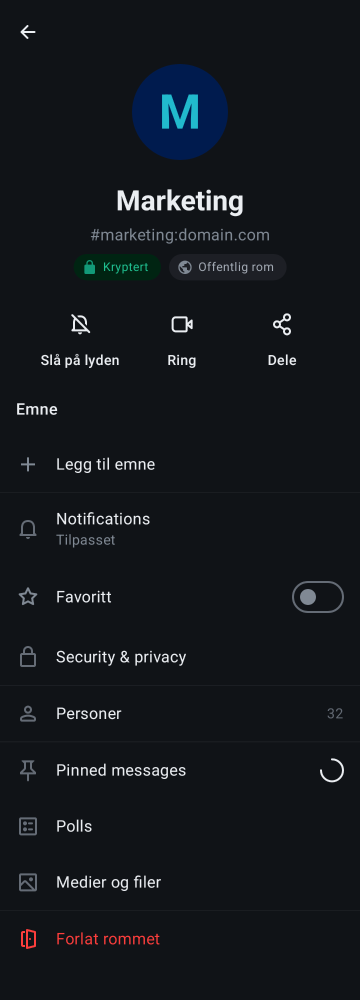 M
Marketing
#marketing:domain.com
Kryptert
Offentlig rom
Slå på lyden
Ring
Dele
Emne
Legg til emne
Notifications
Tilpasset
Favoritt
Security & privacy
Personer
32
Pinned messages
Polls
Medier og filer
Forlat rommet